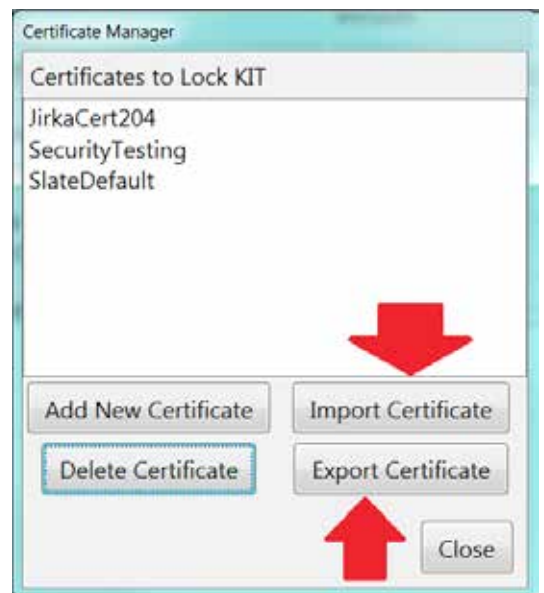 Certificate Manager
Certificates to Lock KIT
JirkaCert204
SecurityTesting
SlateDefault
Add New Certificate
Import Certificate
Delete Certificate
Export Certificate
Close